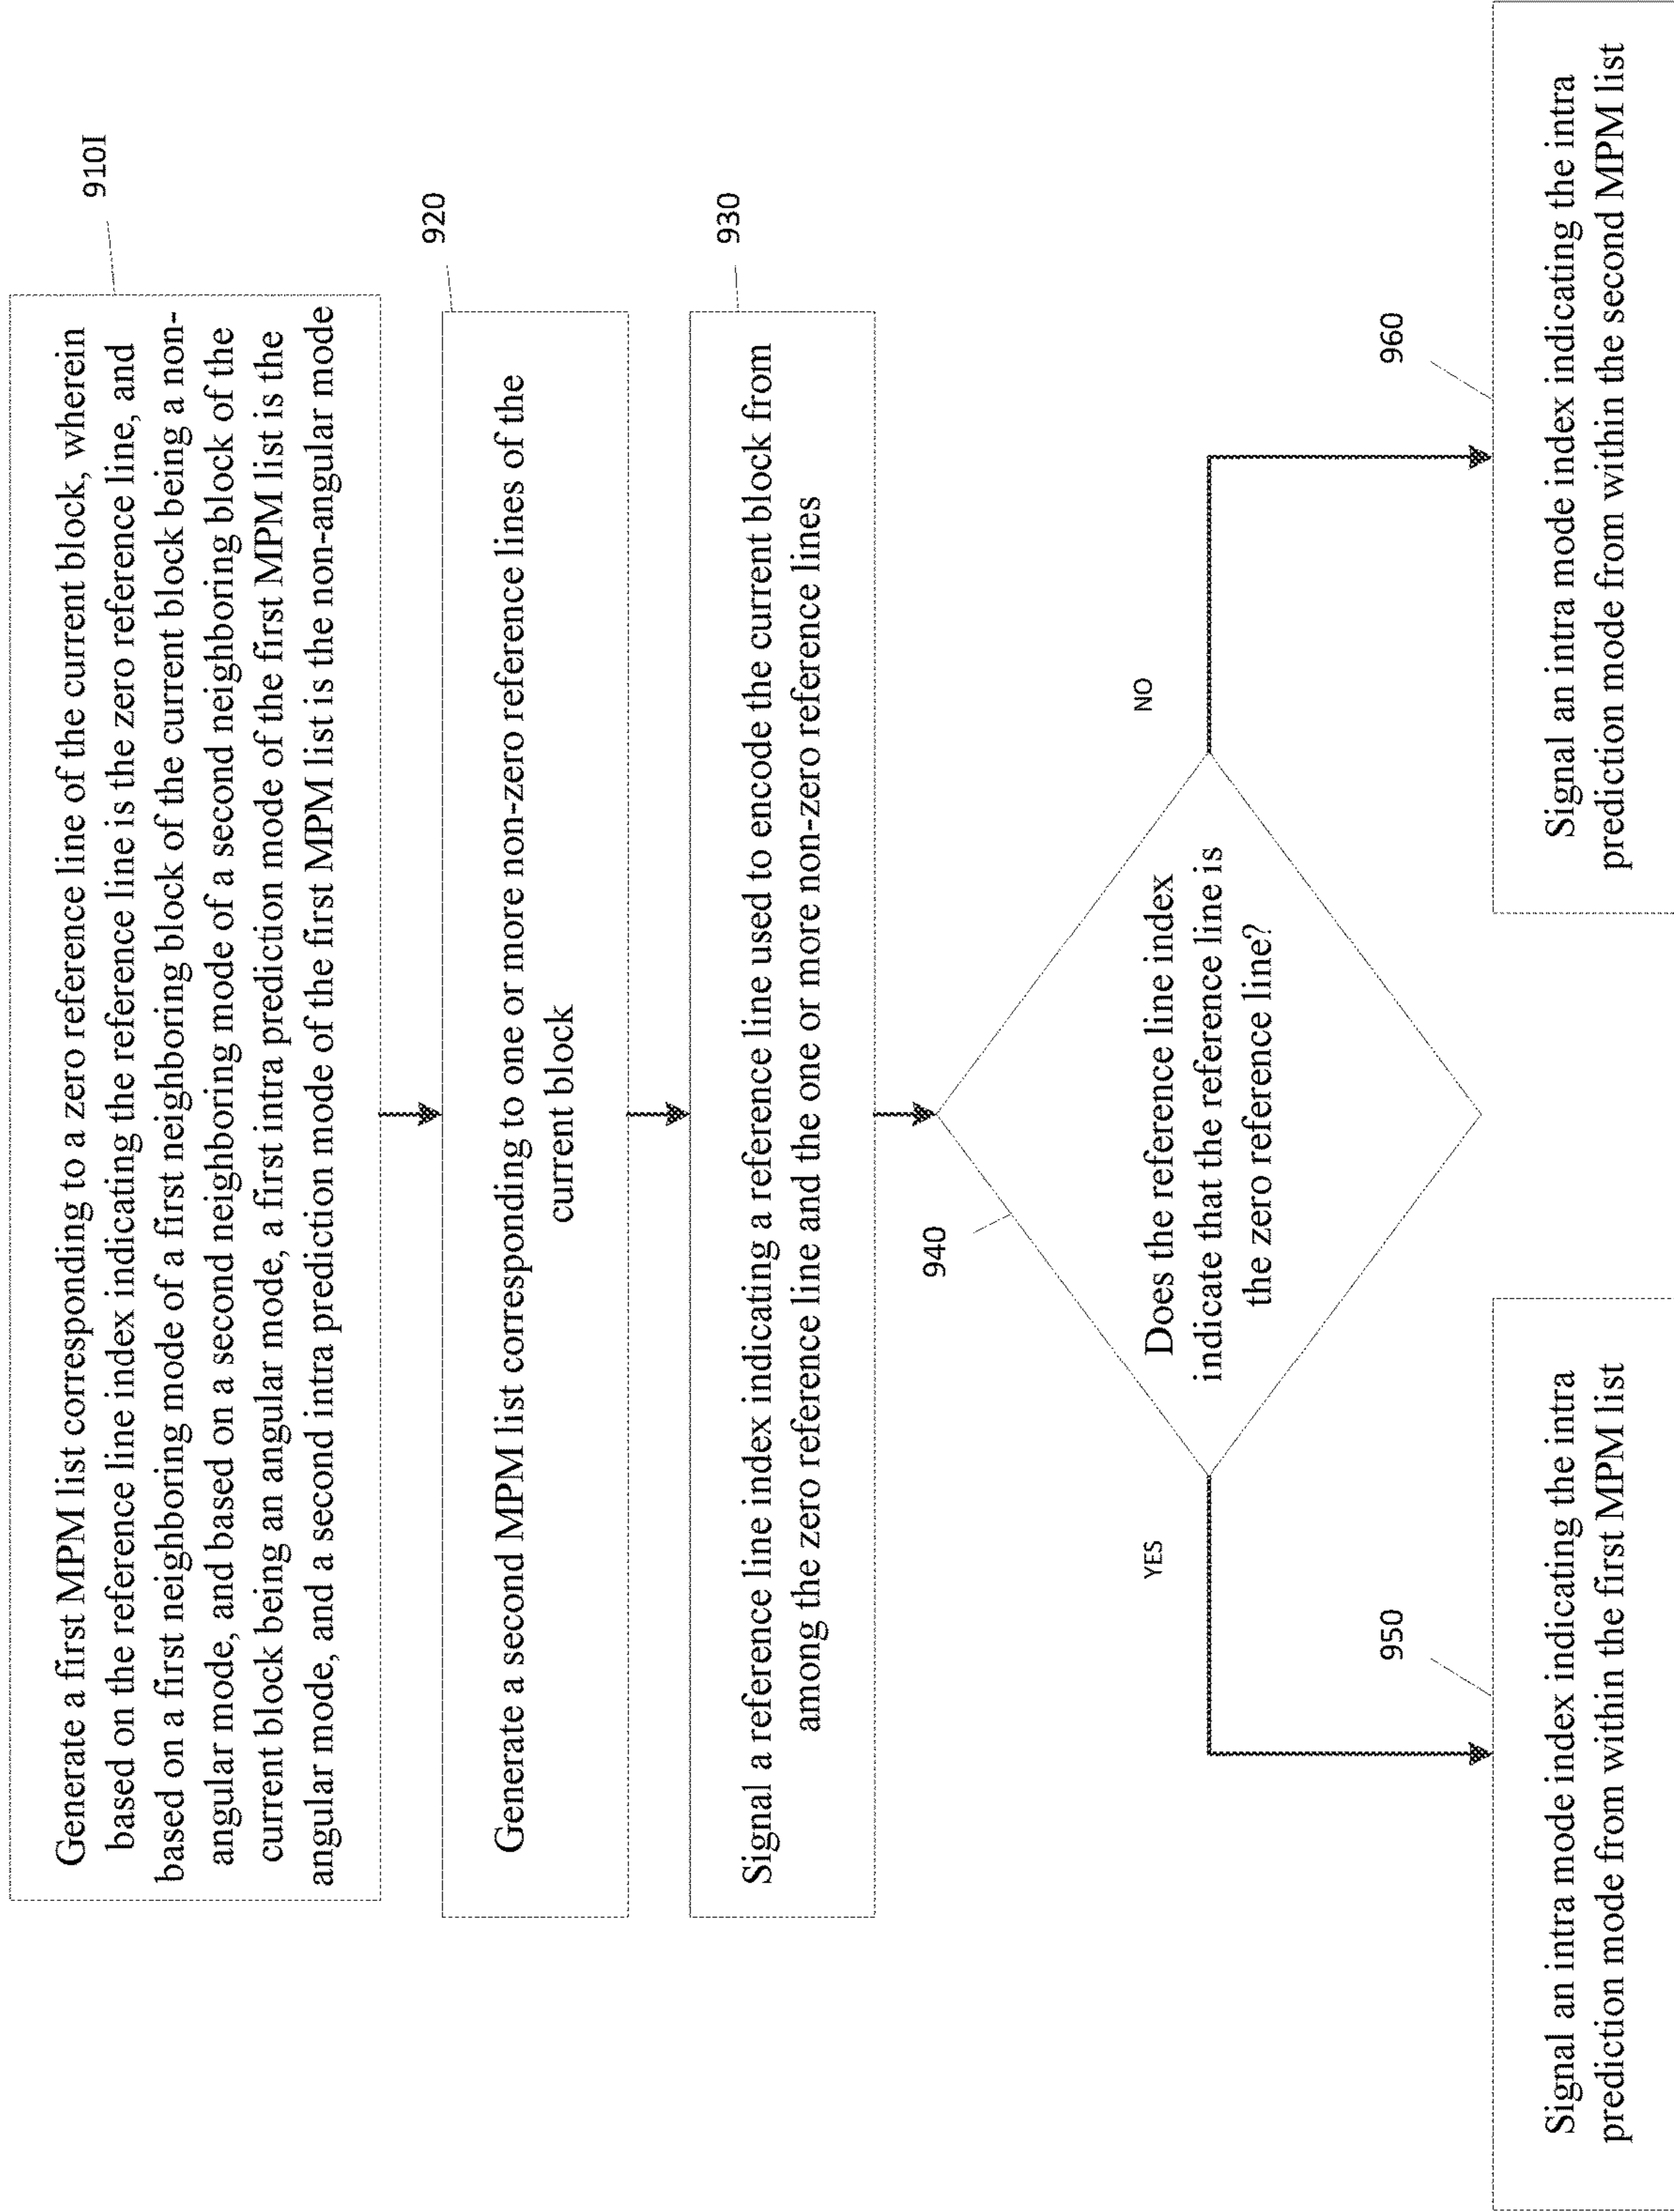 Generate a first MPM list corresponding to a zero reference line of the current block, wherein
based on the reference line index indicating the reference line is the zero reference line, and
based on a first neighboring mode of a first neighboring block of the current block being a non-
angular mode, and based on a second neighboring mode of a second neighboring block of the
current block being an angular mode, a first intra prediction mode of the first MPM list is the
angular mode, and a second intra prediction mode of the first MPM list is the non-angular mode
910I
Generate a second MPM list corresponding to one or more non-zero reference lines of the
current block
920
Signal a reference line index indicating a reference line used to encode the current block from
among the zero reference line and the one or more non-zero reference lines
930
940
Does the reference line index
indicate that the reference line is
the zero reference line?
YES
NO
950
Signal an intra mode index indicating the intra
prediction mode from within the first MPM list
960
Signal an intra mode index indicating the intra
prediction mode from within the second MPM list